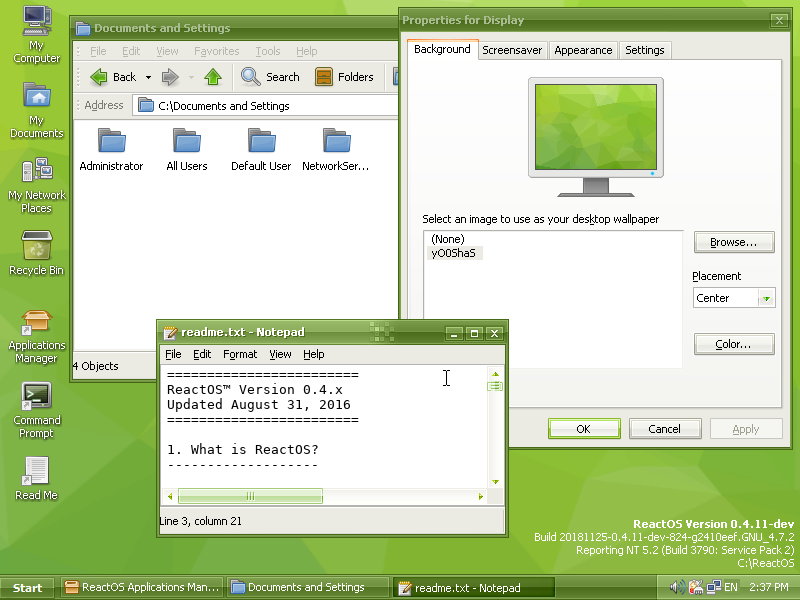 My Computer
My Documents
My Network Places
Recycle Bin
Applications Manager
Command Prompt
Read Me
Documents and Settings
File Edit View Favorites Tools Help
Back Search Folders
Address C:\Documents and Settings
Administrator All Users Default User NetworkSer...
4 Objects
Properties for Display
Background Screensaver Appearance Settings
Select an image to use as your desktop wallpaper
(None)
yO0ShaS
Browse...
Placement
Center
Color...
OK Cancel Apply
readme.txt - Notepad
File Edit Format View Help
========================
ReactOS™ Version 0.4.x
Updated August 31, 2016
========================
1. What is ReactOS?
-------------------
Line 3, column 21
ReactOS Version 0.4.11-dev
Build 20181125-0.4.11-dev-824-g2410eef.GNU_4.7.2
Reporting NT 5.2 (Build 3790: Service Pack 2)
C:\ReactOS
Start ReactOS Applications Man... Documents and Settings readme.txt - Notepad EN 2:37 PM